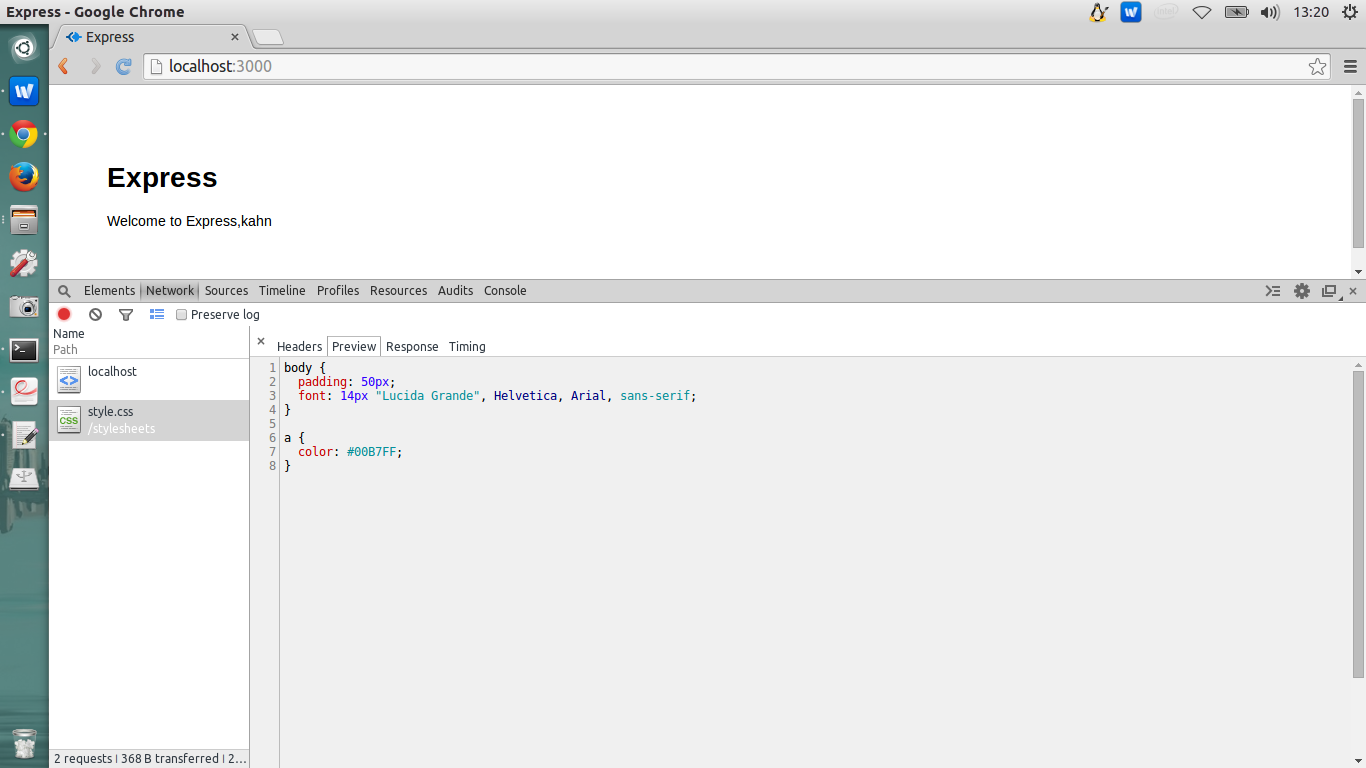 Express - Google Chrome
13:20
Express
localhost:3000
Express
Welcome to Express,kahn
Elements Network Sources Timeline Profiles Resources Audits Console
Preserve log
Name
Path
localhost
style.css
/stylesheets
2 requests | 368 B transferred | 2...
Headers Preview Response Timing
1 body {
2   padding: 50px;
3   font: 14px "Lucida Grande", Helvetica, Arial, sans-serif;
4 }
5
6 a {
7   color: #00B7FF;
8 }